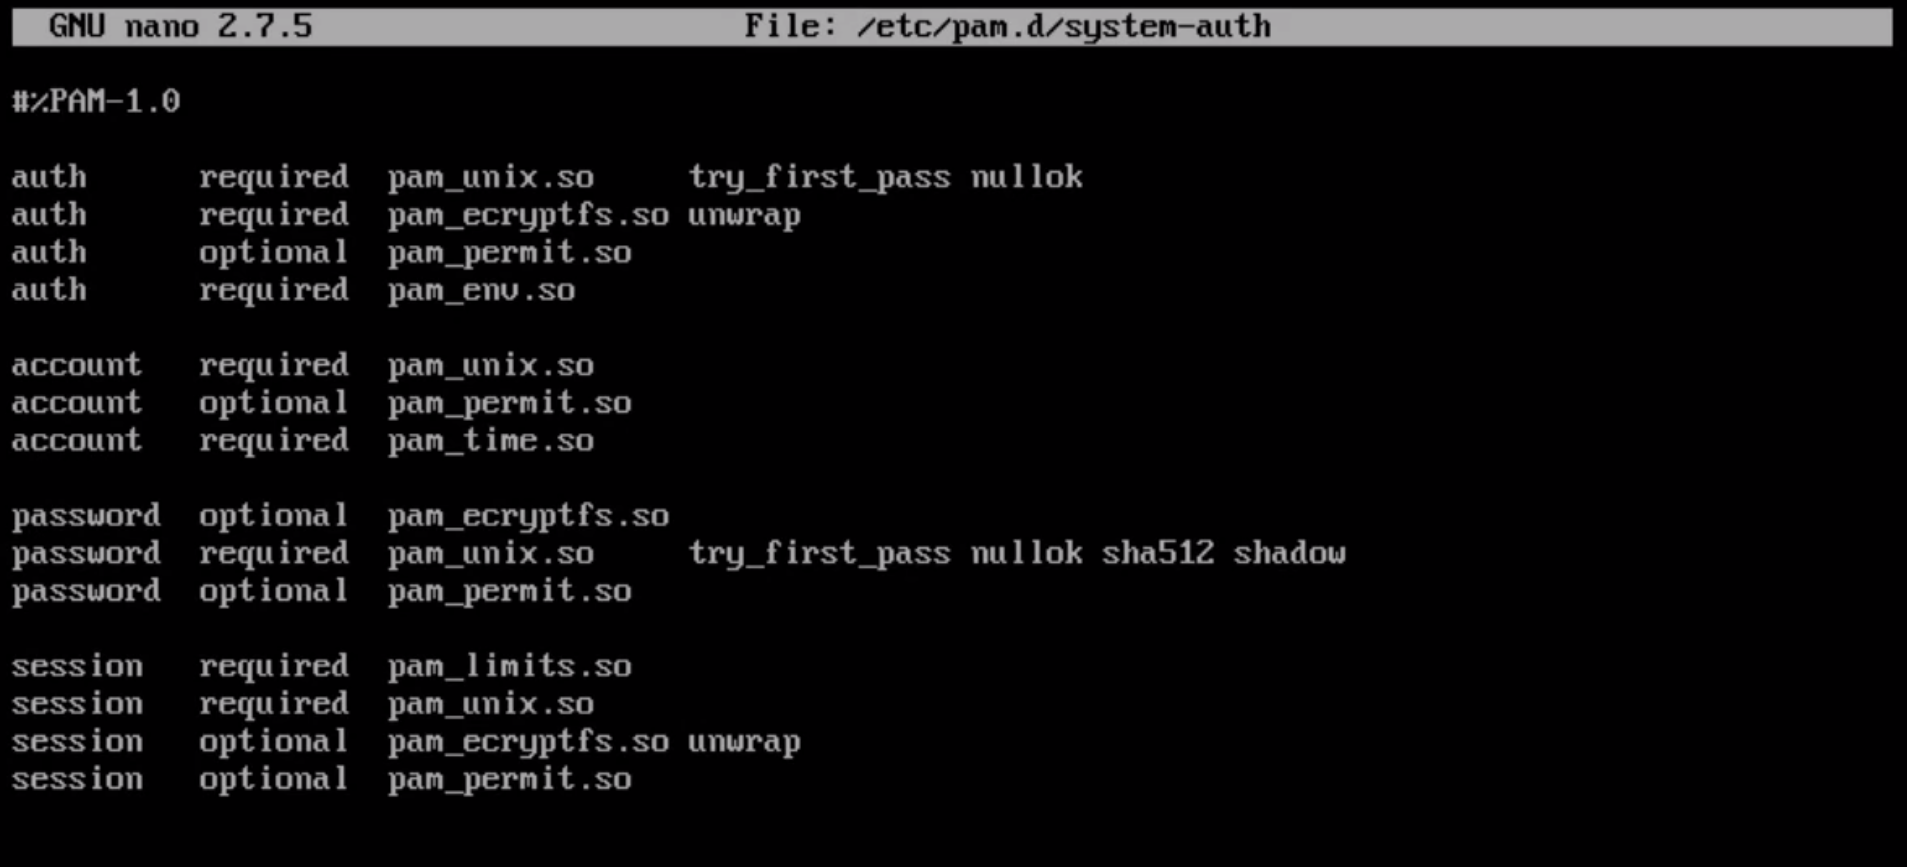 GNU nano 2.7.5 File: /etc/pam.d/system-auth
#%PAM-1.0
auth required pam_unix.so try_first_pass nullok
auth required pam_ecryptfs.so unwrap
auth optional pam_permit.so
auth required pam_env.so
account required pam_unix.so
account optional pam_permit.so
account required pam_time.so
password optional pam_ecryptfs.so
password required pam_unix.so try_first_pass nullok sha512 shadow
password optional pam_permit.so
session required pam_limits.so
session required pam_unix.so
session optional pam_ecryptfs.so unwrap
session optional pam_permit.so